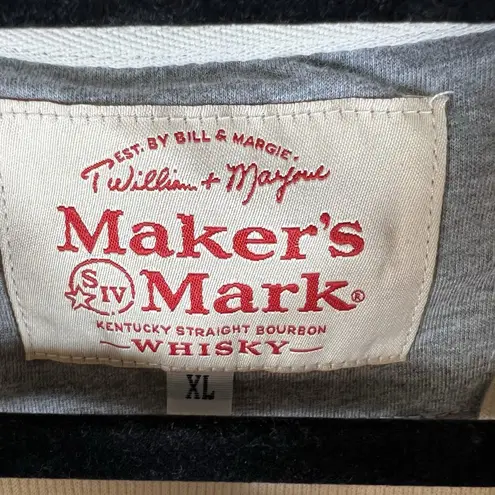 EST. BY BILL & MARGIE.
T William + Marjorie
Maker's
S IV Mark®
KENTUCKY STRAIGHT BOURBON
—WHISKY—
XL